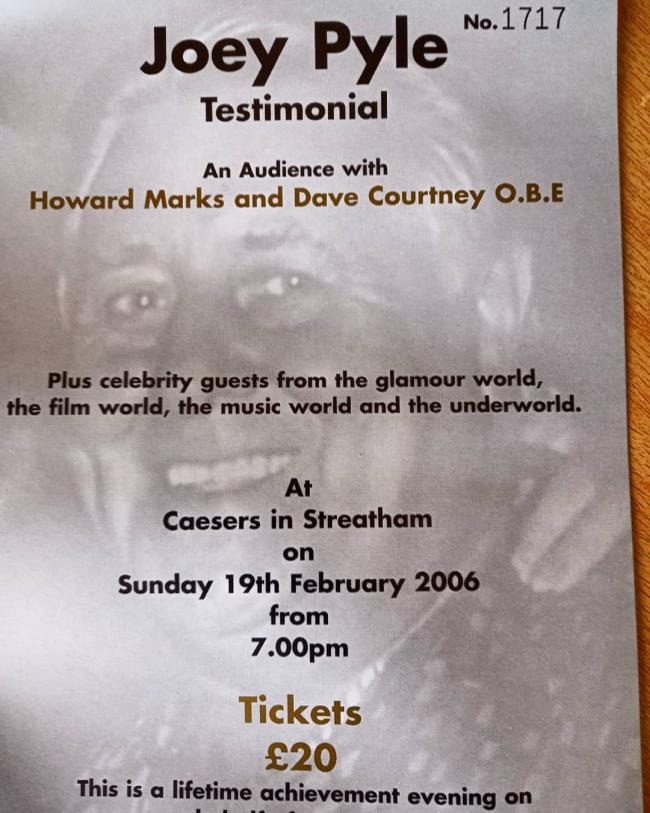 No.1717
Joey Pyle
Testimonial
An Audience with
Howard Marks and Dave Courtney O.B.E
Plus celebrity guests from the glamour world,
the film world, the music world and the underworld.
At
Caesers in Streatham
on
Sunday 19th February 2006
from
7.00pm
Tickets
£20
This is a lifetime achievement evening on